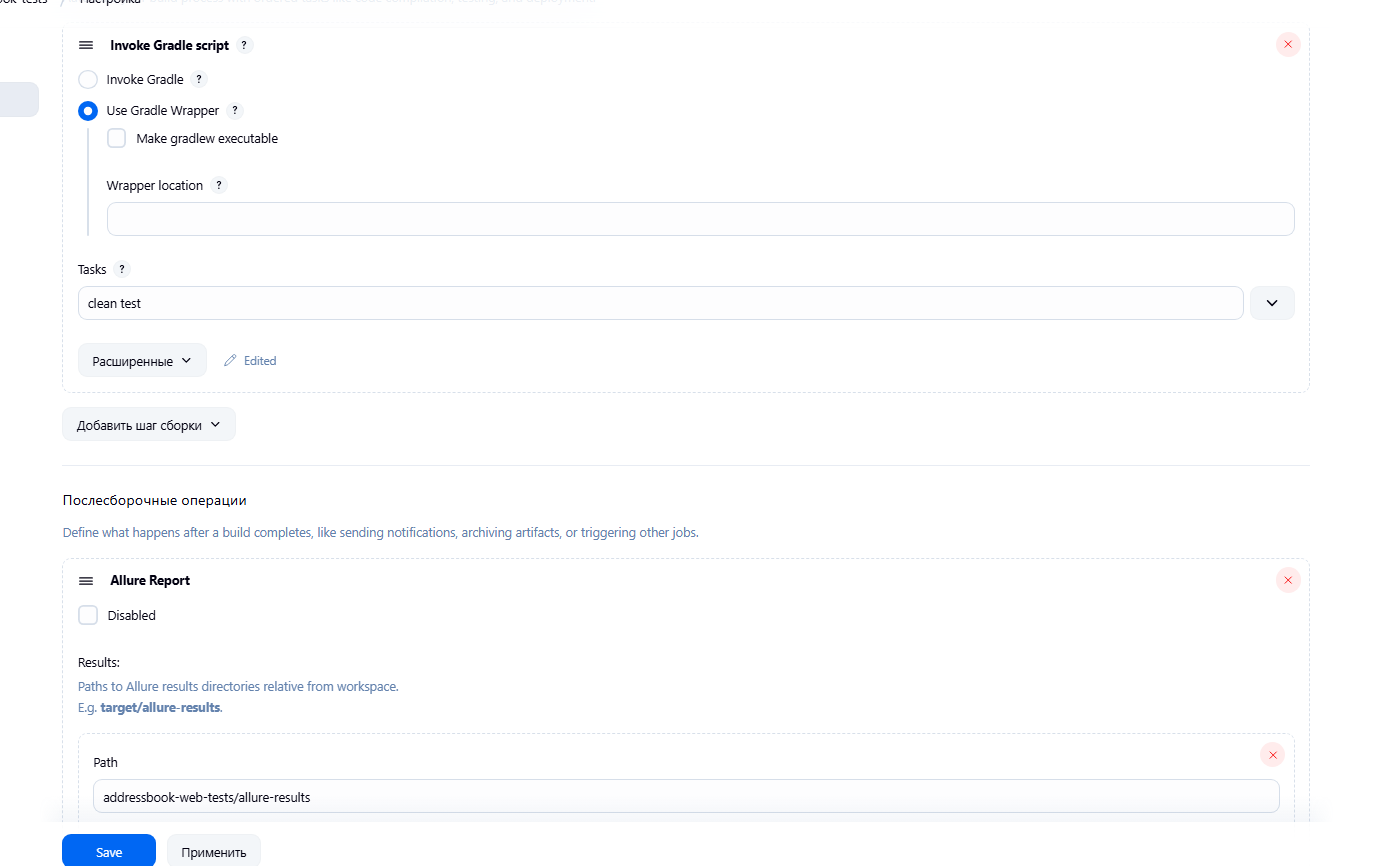 Настройка
Invoke Gradle script ?
Invoke Gradle ?
Use Gradle Wrapper ?
Make gradlew executable
Wrapper location ?
Tasks ?
clean test
Расширенные
Edited
Добавить шаг сборки
Послесборочные операции
Define what happens after a build completes, like sending notifications, archiving artifacts, or triggering other jobs.
Allure Report
Disabled
Results:
Paths to Allure results directories relative from workspace.
E.g. target/allure-results.
Path
addressbook-web-tests/allure-results
Save
Применить